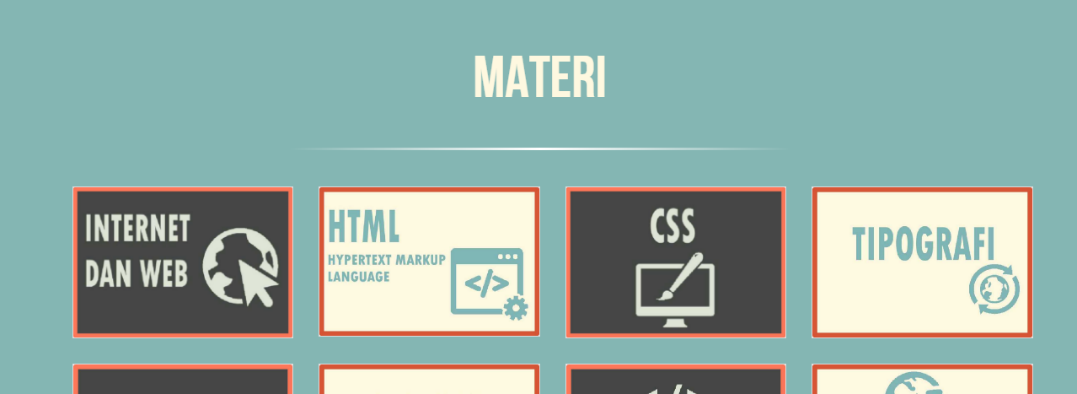 MATERI
INTERNET
DAN WEB
HTML
HYPERTEXT MARKUP
LANGUAGE
</>
CSS
TIPOGRAFI
</>